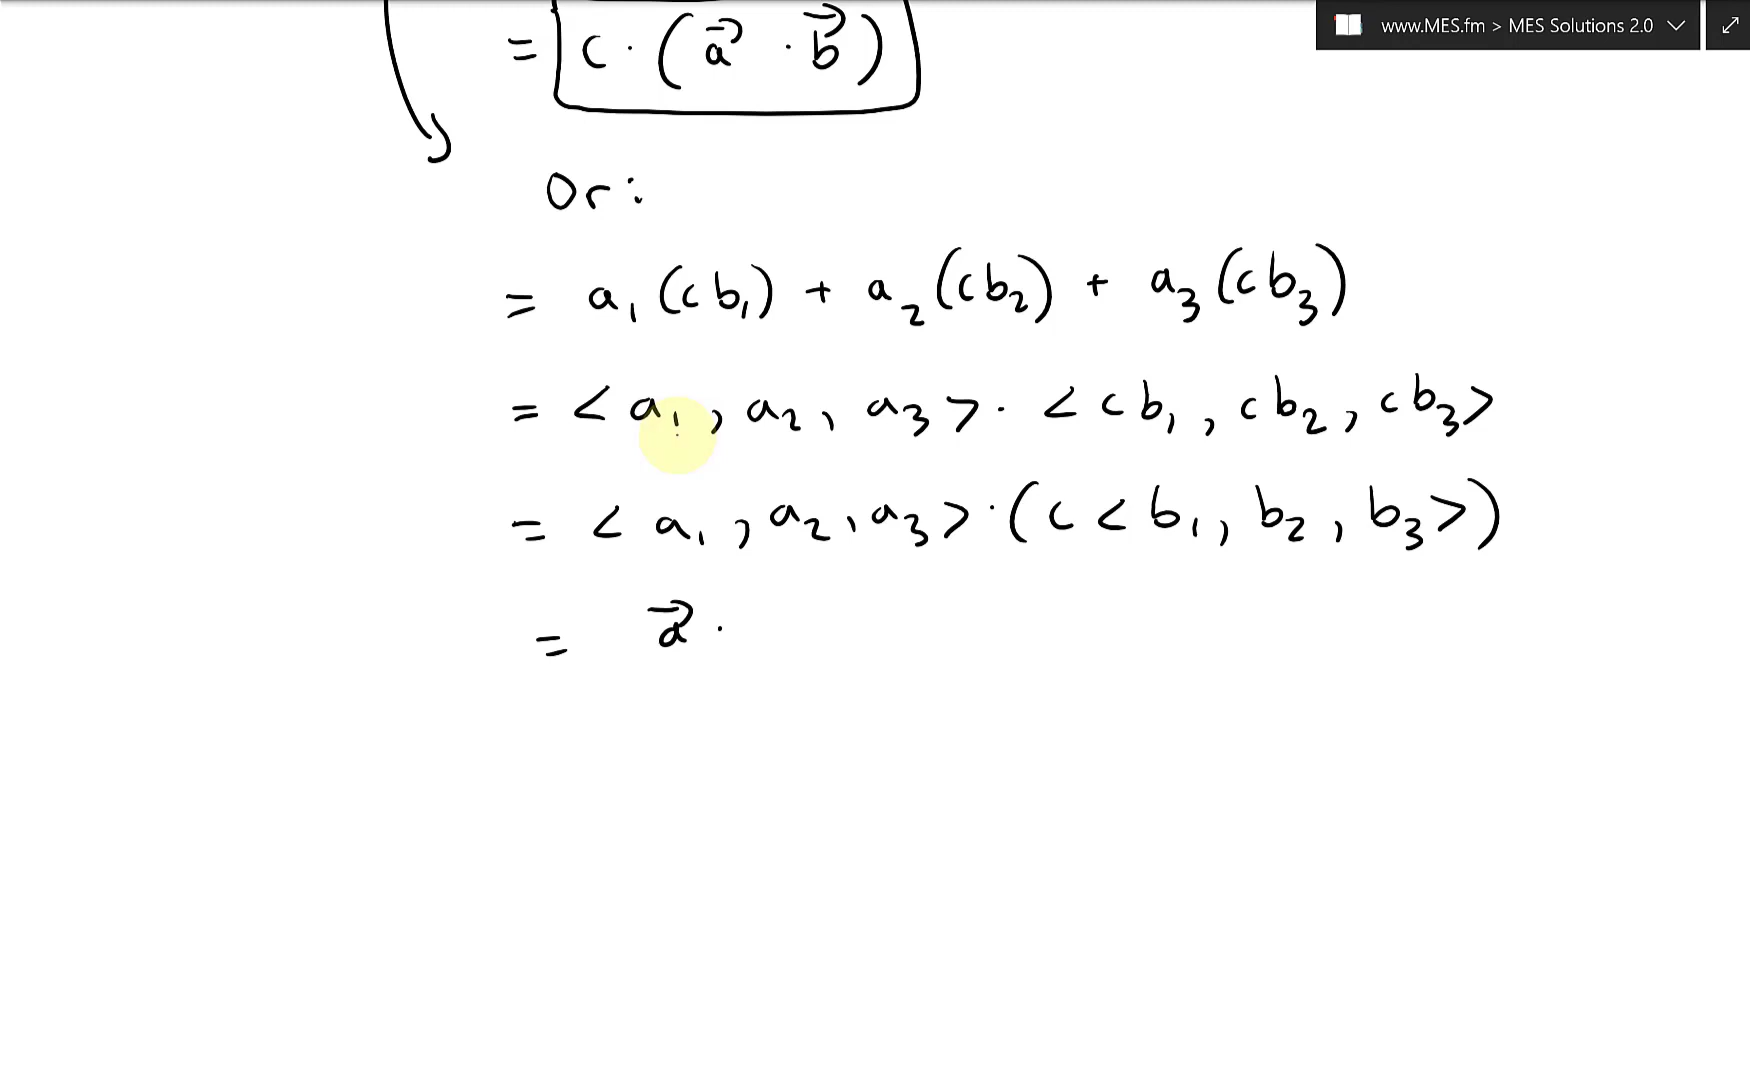 www.MES.fm > MES Solutions 2.0
= c · (a⃗ · b⃗)
Or:
= a₁(cb₁) + a₂(cb₂) + a₃(cb₃)
= < a₁, a₂, a₃ > · < cb₁, cb₂, cb₃ >
= < a₁, a₂, a₃ > · (c < b₁, b₂, b₃ >)
= a⃗ ·